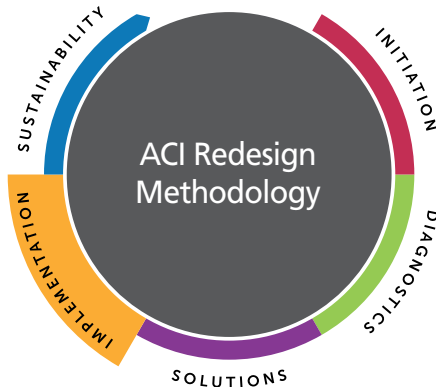 ACI Redesign
Methodology
INITIATION
DIAGNOSTICS
SOLUTIONS
IMPLEMENTATION
SUSTAINABILITY